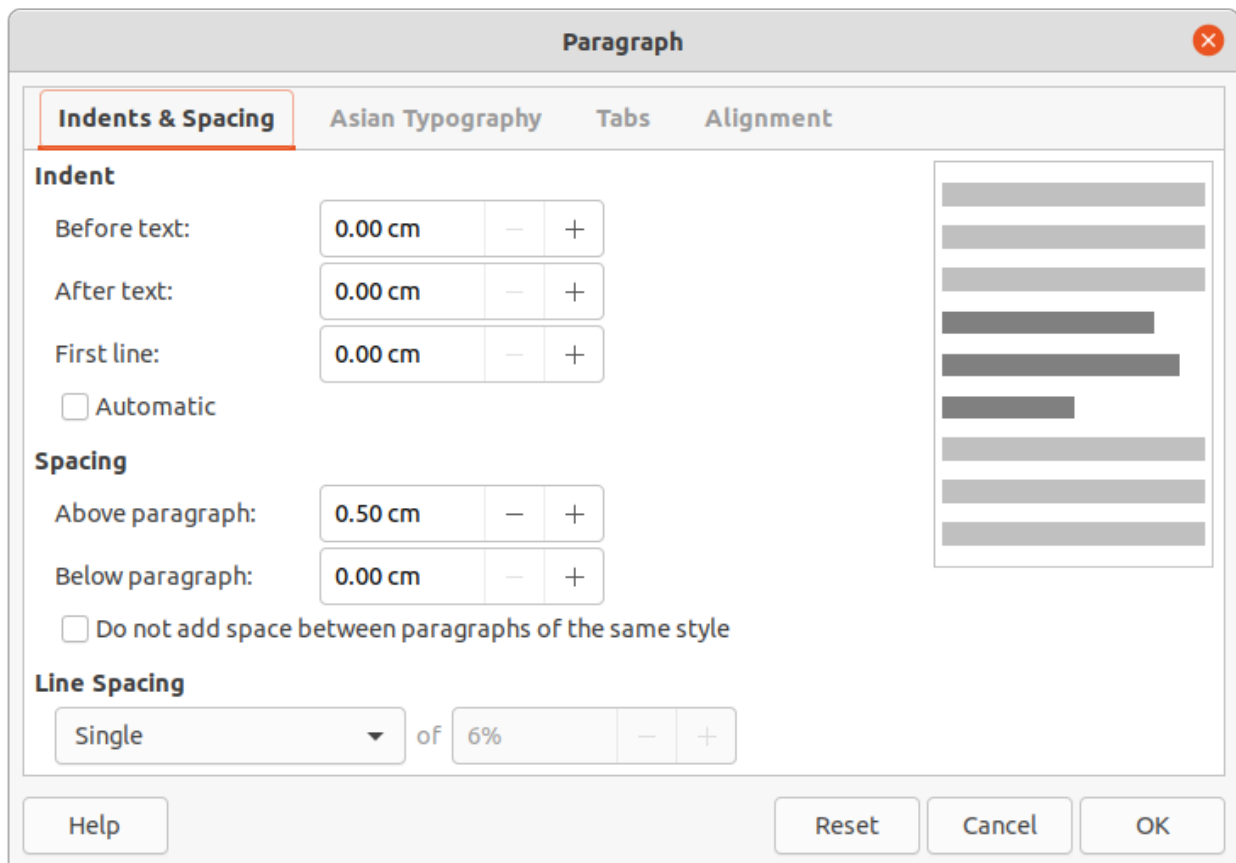 Paragraph
Indents & Spacing Asian Typography Tabs Alignment
Indent
Before text: 0.00 cm
After text: 0.00 cm
First line: 0.00 cm
Automatic
Spacing
Above paragraph: 0.50 cm
Below paragraph: 0.00 cm
Do not add space between paragraphs of the same style
Line Spacing
Single of 6%
Help Reset Cancel OK